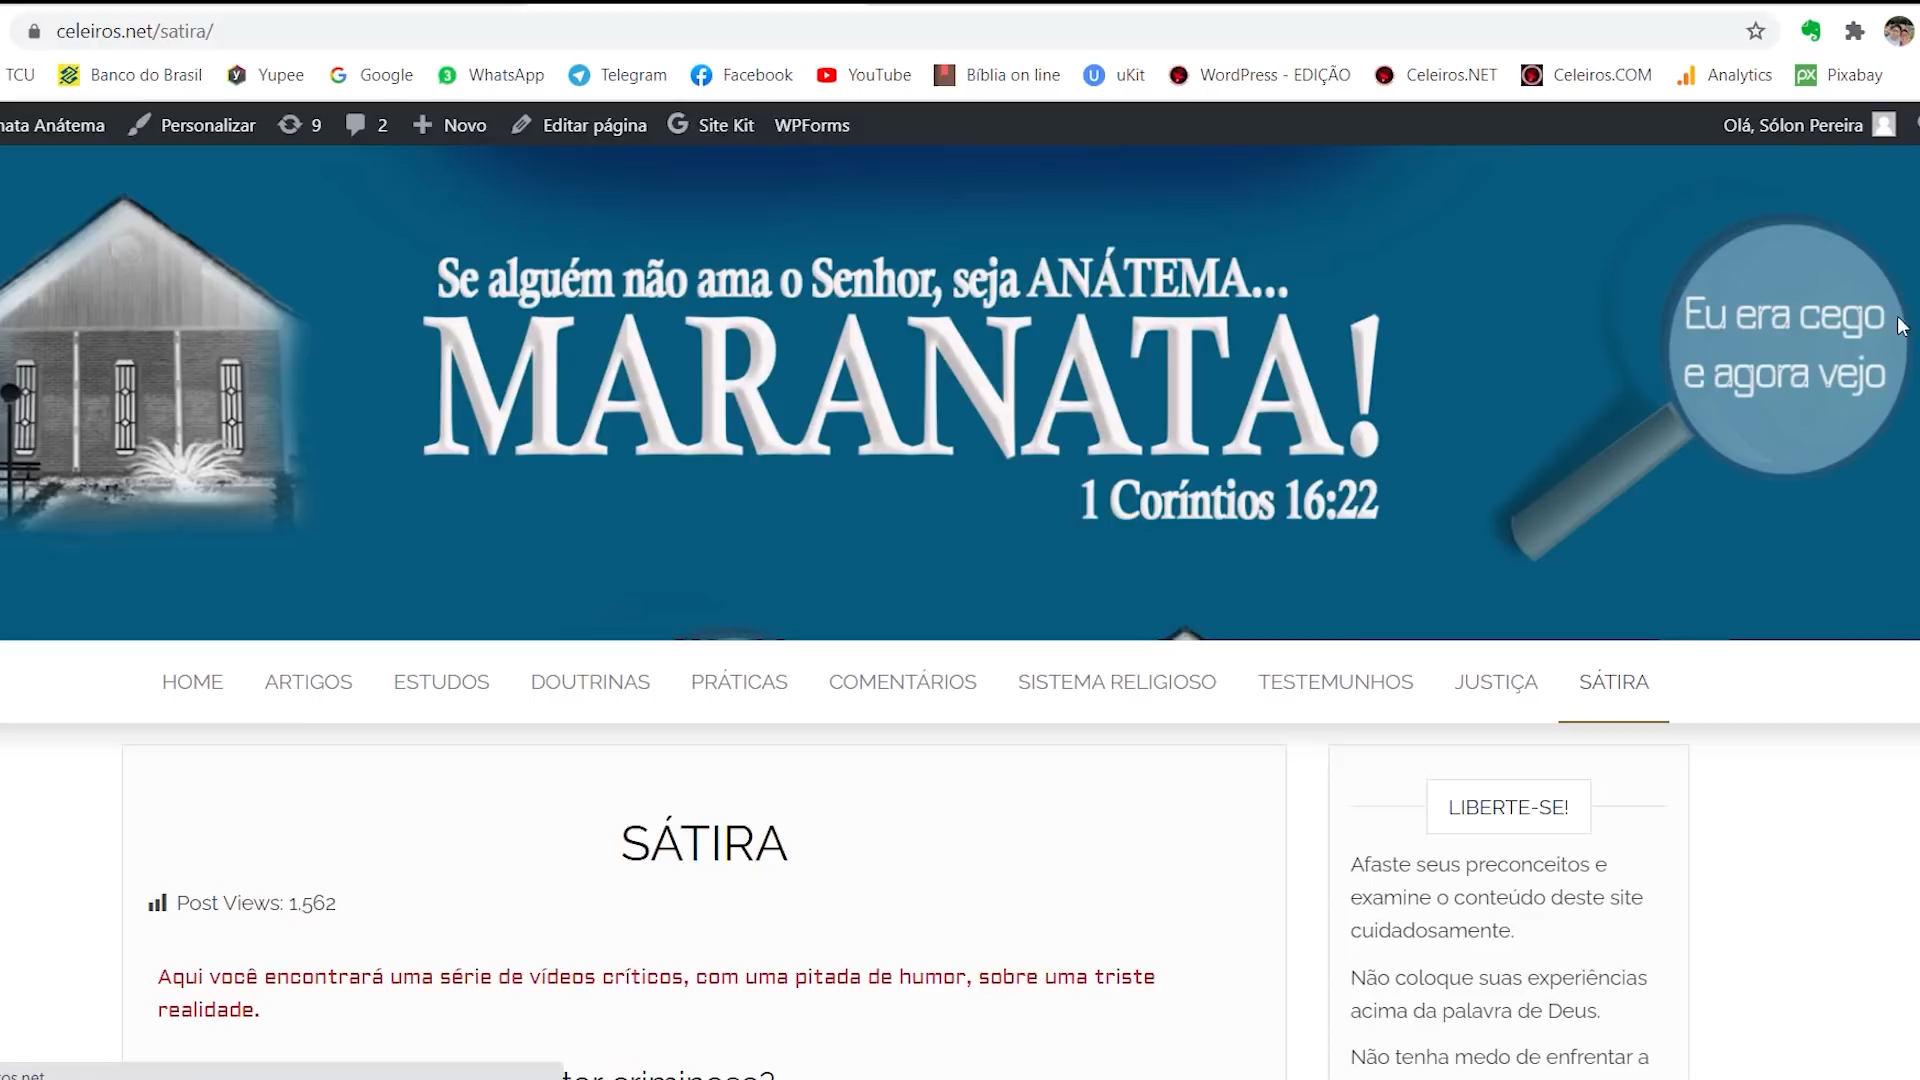 celeiros.net/satira/
TCU Banco do Brasil Yupee Google WhatsApp Telegram Facebook YouTube Bíblia on line uKit WordPress - EDIÇÃO Celeiros.NET Celeiros.COM Analytics Pixabay
nata Anátema Personalizar 9 2 Novo Editar página Site Kit WPForms Olá, Sólon Pereira
Se alguém não ama o Senhor, seja ANÁTEMA...
MARANATA!
1 Coríntios 16:22
Eu era cego
e agora vejo
HOME ARTIGOS ESTUDOS DOUTRINAS PRÁTICAS COMENTÁRIOS SISTEMA RELIGIOSO TESTEMUNHOS JUSTIÇA SÁTIRA
SÁTIRA
Post Views: 1.562
Aqui você encontrará uma série de vídeos críticos, com uma pitada de humor, sobre uma triste
realidade.
LIBERTE-SE!
Afaste seus preconceitos e
examine o conteúdo deste site
cuidadosamente.
Não coloque suas experiências
acima da palavra de Deus.
Não tenha medo de enfrentar a